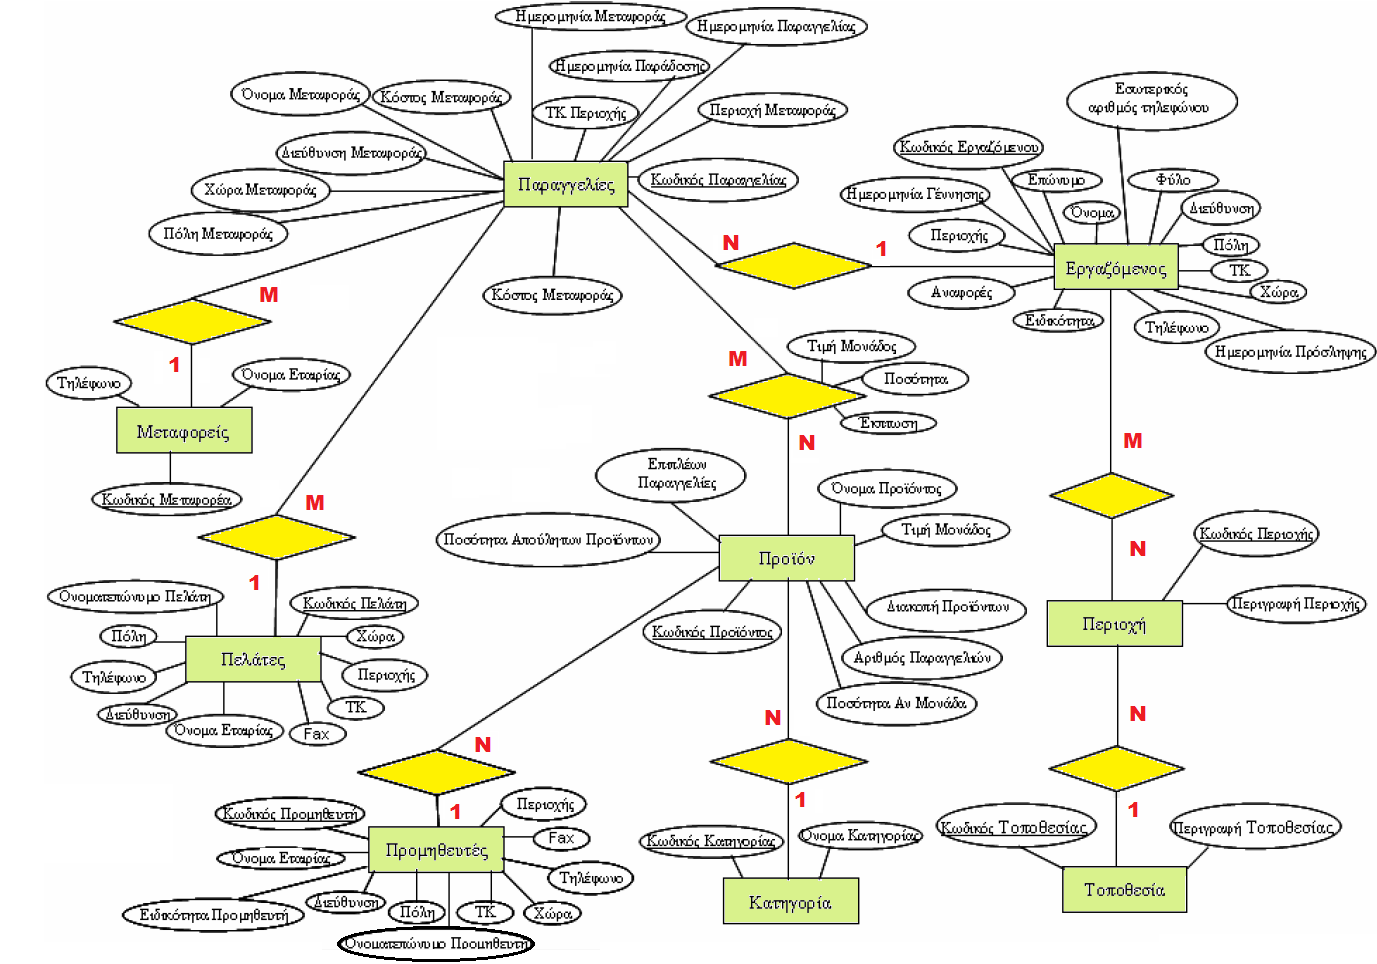 Ημερομηνία Μεταφοράς
Ημερομηνία Παραγγελίας
Ημερομηνία Παράδοσης
Όνομα Μεταφοράς
Κόστος Μεταφοράς
ΤΚ Περιοχής
Περιοχή Μεταφοράς
Διεύθυνση Μεταφοράς
Χώρα Μεταφοράς
Πόλη Μεταφοράς
Παραγγελίες
Κωδικός Παραγγελίας
Κόστος Μεταφοράς
Εσωτερικός
αριθμός τηλεφώνου
Κωδικός Εργαζόμενου
Επώνυμο
Φύλο
Ημερομηνία Γέννησης
Όνομα
Διεύθυνση
Περιοχής
Πόλη
Εργαζόμενος
ΤΚ
Αναφορές
Χώρα
Ειδικότητα
Τηλέφωνο
Ημερομηνία Πρόσληψης
N
1
M
1
Τηλέφωνο
Όνομα Εταιρίας
Μεταφορείς
Κωδικός Μεταφορέα
M
N
Τιμή Μονάδος
Ποσότητα
Έκπτωση
M
N
M
1
Επιπλέων
Παραγγελίες
Όνομα Προϊόντος
Ποσότητα Απούλητων Προϊόντων
Τιμή Μονάδος
Προϊόν
Κωδικός Προϊόντος
Διακοπή Προϊόντων
Αριθμός Παραγγελιών
Ποσότητα Αν Μονάδα
Κωδικός Περιοχής
Περιγραφή Περιοχής
Περιοχή
Ονοματεπώνυμο Πελάτη
Κωδικός Πελάτη
Πόλη
Χώρα
Πελάτες
Τηλέφωνο
Περιοχής
Διεύθυνση
ΤΚ
Όνομα Εταιρίας
Fax
N
1
N
1
N
1
Κωδικός Προμηθευτή
Περιοχής
Fax
Όνομα Εταιρίας
Προμηθευτές
Τηλέφωνο
Ειδικότητα Προμηθευτή
Διεύθυνση
Πόλη
ΤΚ
Χώρα
Ονοματεπώνυμο Προμηθευτή
Κωδικός Κατηγορίας
Όνομα Κατηγορίας
Κατηγορία
Κωδικός Τοποθεσίας
Περιγραφή Τοποθεσίας
Τοποθεσία